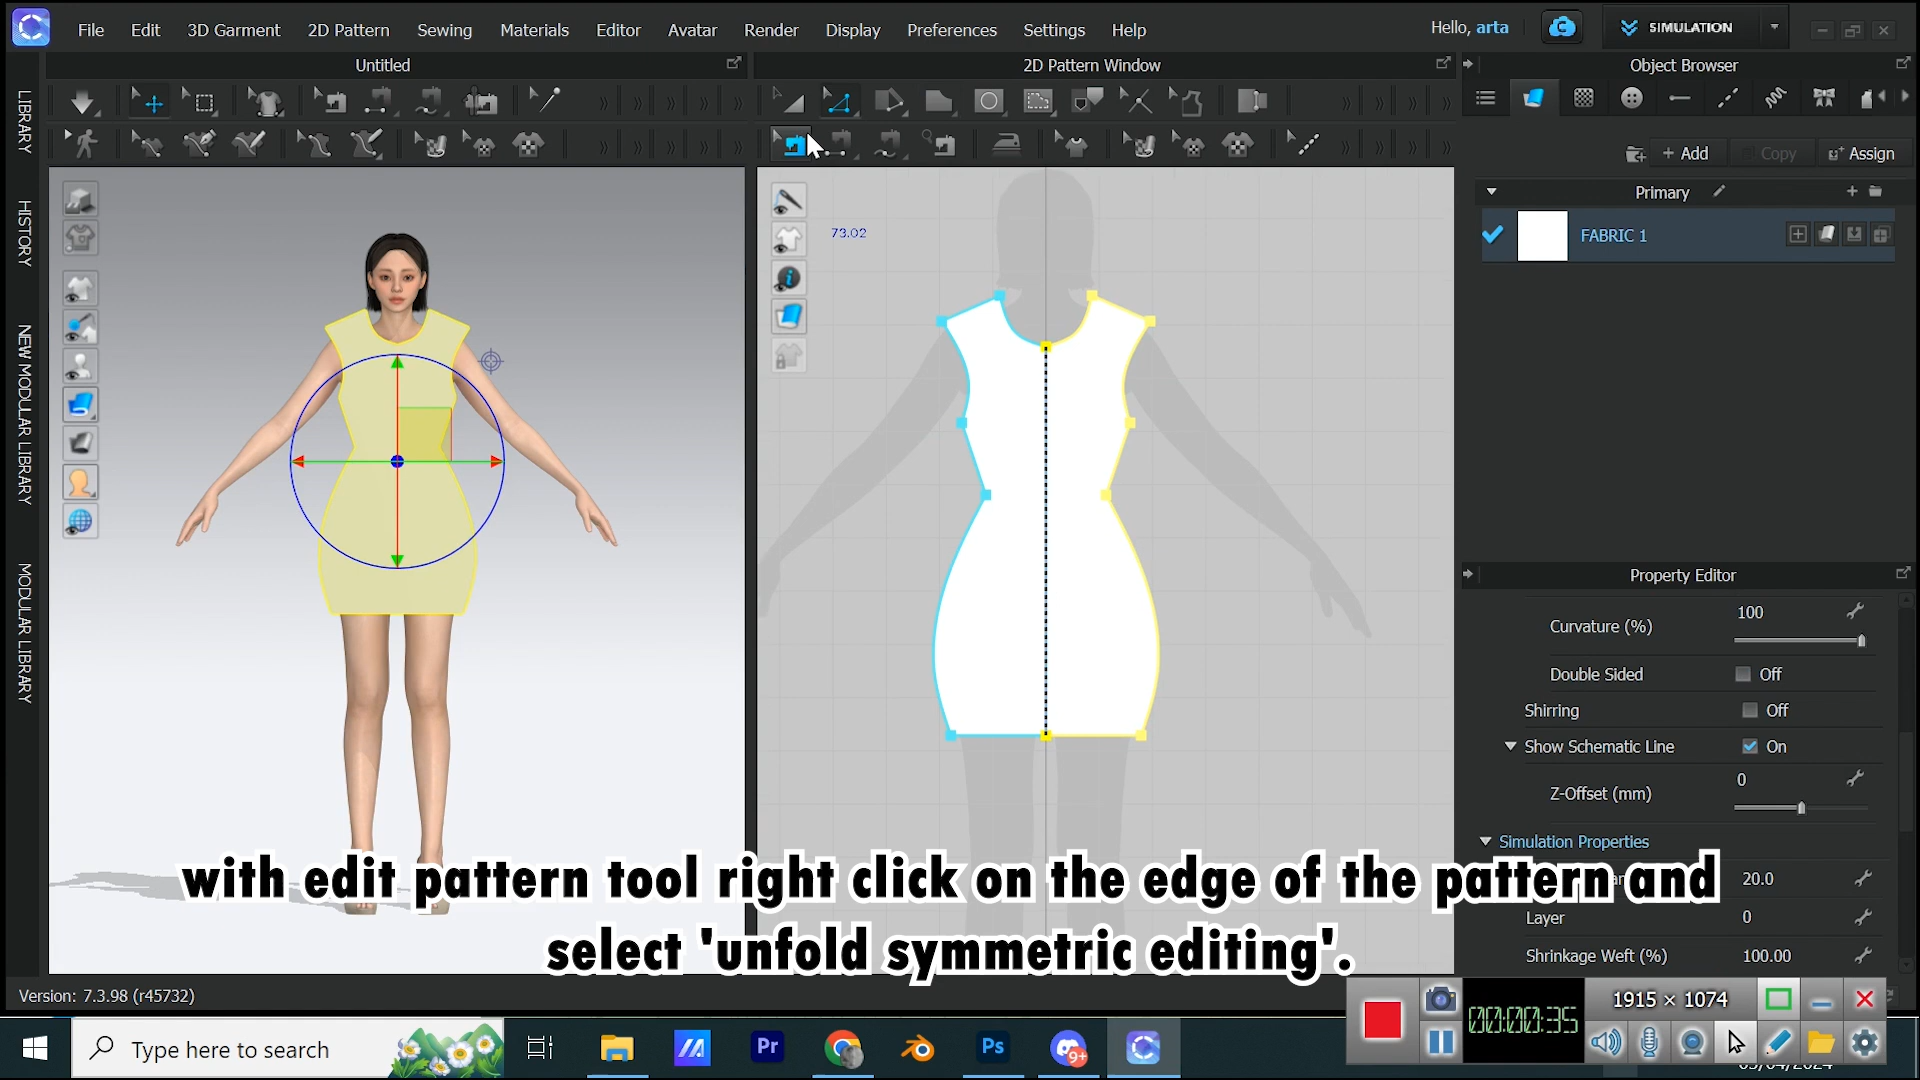 File Edit 3D Garment 2D Pattern Sewing Materials Editor Avatar Render Display Preferences Settings Help
Hello, arta
SIMULATION
Untitled
2D Pattern Window
Object Browser
LIBRARY
HISTORY
NEW MODULAR LIBRARY
MODULAR LIBRARY
73.02
+ Add
Copy
Assign
Primary
FABRIC 1
Property Editor
Curvature (%)
100
Double Sided
Off
Shirring
Off
Show Schematic Line
On
Z-Offset (mm)
0
Simulation Properties
20.0
Layer
0
Shrinkage Weft (%)
100.00
with edit pattern tool right click on the edge of the pattern and
select 'unfold symmetric editing'.
Version: 7.3.98 (r45732)
1915 × 1074
00:00:35
Type here to search
Pr
Ps
9+